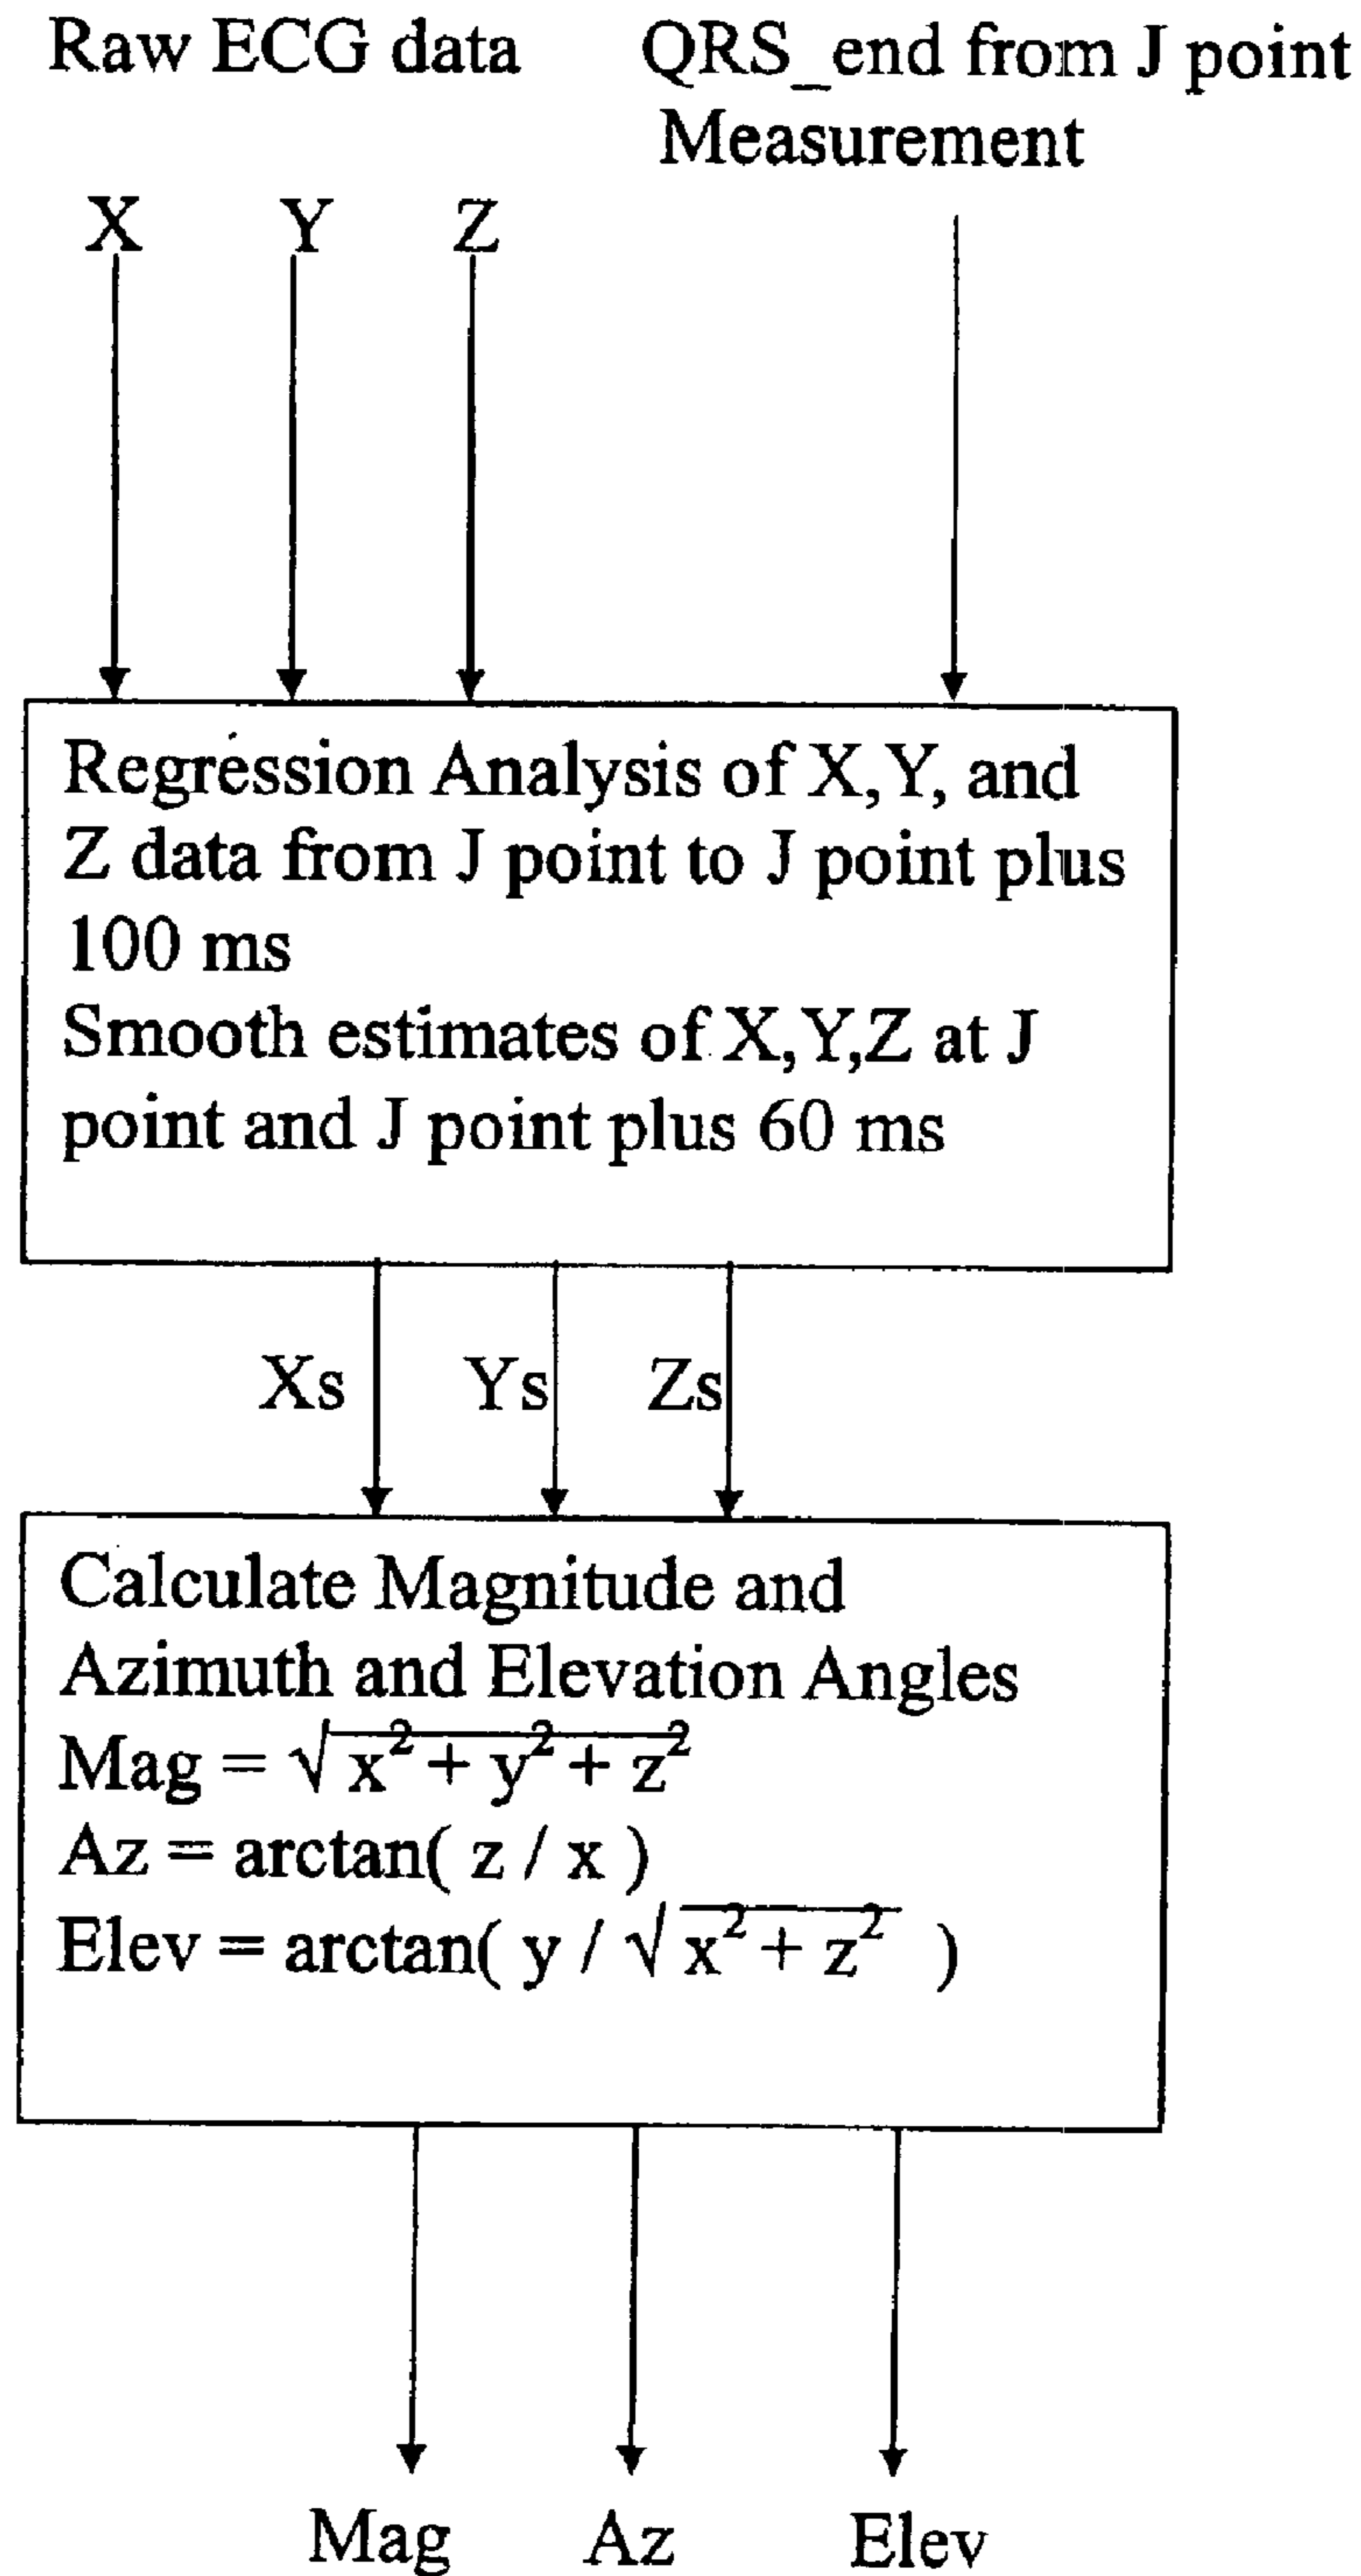 Raw ECG data
QRS_end from J point
Measurement
X Y Z
Regression Analysis of X,Y, and
Z data from J point to J point plus
100 ms
Smooth estimates of X,Y,Z at J
point and J point plus 60 ms
Xs Ys Zs
Calculate Magnitude and
Azimuth and Elevation Angles
Mag = √x² + y² + z²
Az = arctan( z / x )
Elev = arctan( y / √x² + z² )
Mag Az Elev